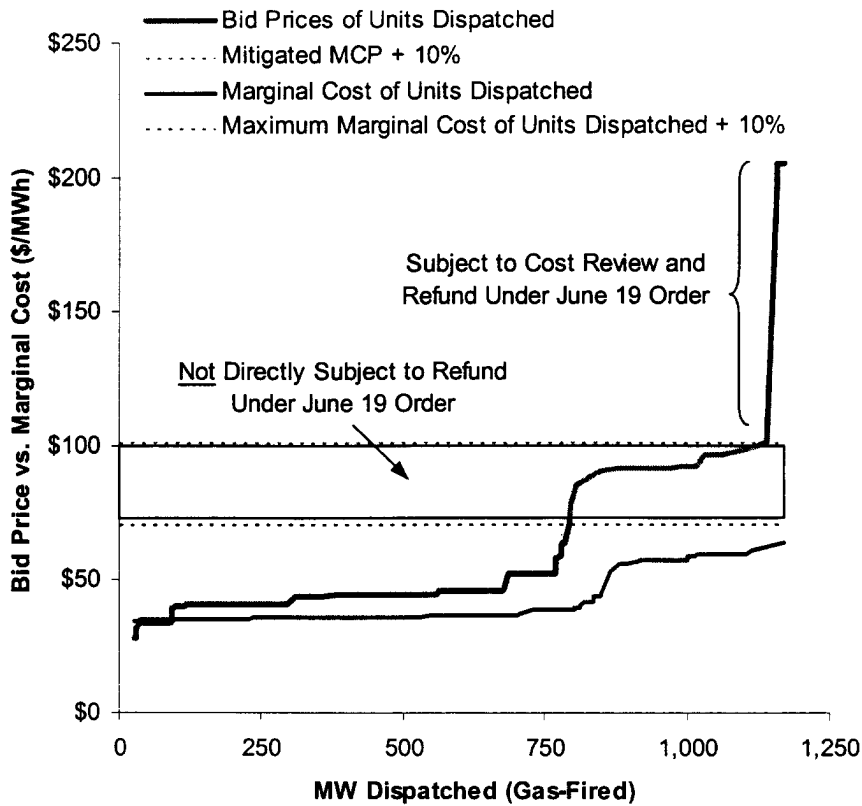 Bid Prices of Units Dispatched
Mitigated MCP + 10%
Marginal Cost of Units Dispatched
Maximum Marginal Cost of Units Dispatched + 10%
$250
$200
$150
$100
$50
$0
Bid Price vs. Marginal Cost ($/MWh)
Subject to Cost Review and
Refund Under June 19 Order
Not Directly Subject to Refund
Under June 19 Order
0
250
500
750
1,000
1,250
MW Dispatched (Gas-Fired)